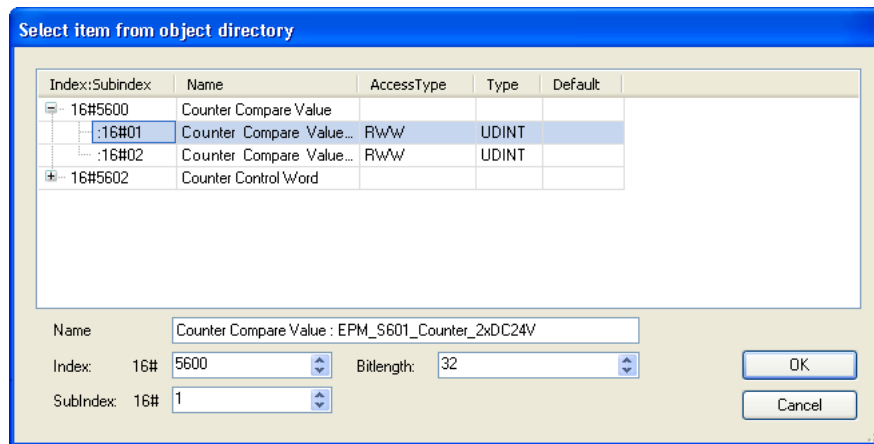 Select item from object directory
Index:Subindex Name AccessType Type Default
16#5600 Counter Compare Value
:16#01 Counter Compare Value... RWW UDINT
:16#02 Counter Compare Value... RWW UDINT
16#5602 Counter Control Word
Name Counter Compare Value : EPM_S601_Counter_2xDC24V
Index: 16# 5600 Bitlength: 32 OK
SubIndex: 16# 1 Cancel